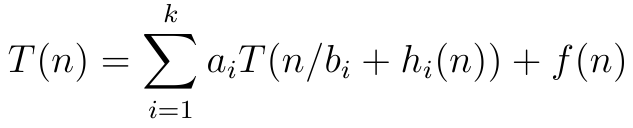 T(n) = \sum_{i=1}^{k} a_i T(n/b_i + h_i(n)) + f(n)